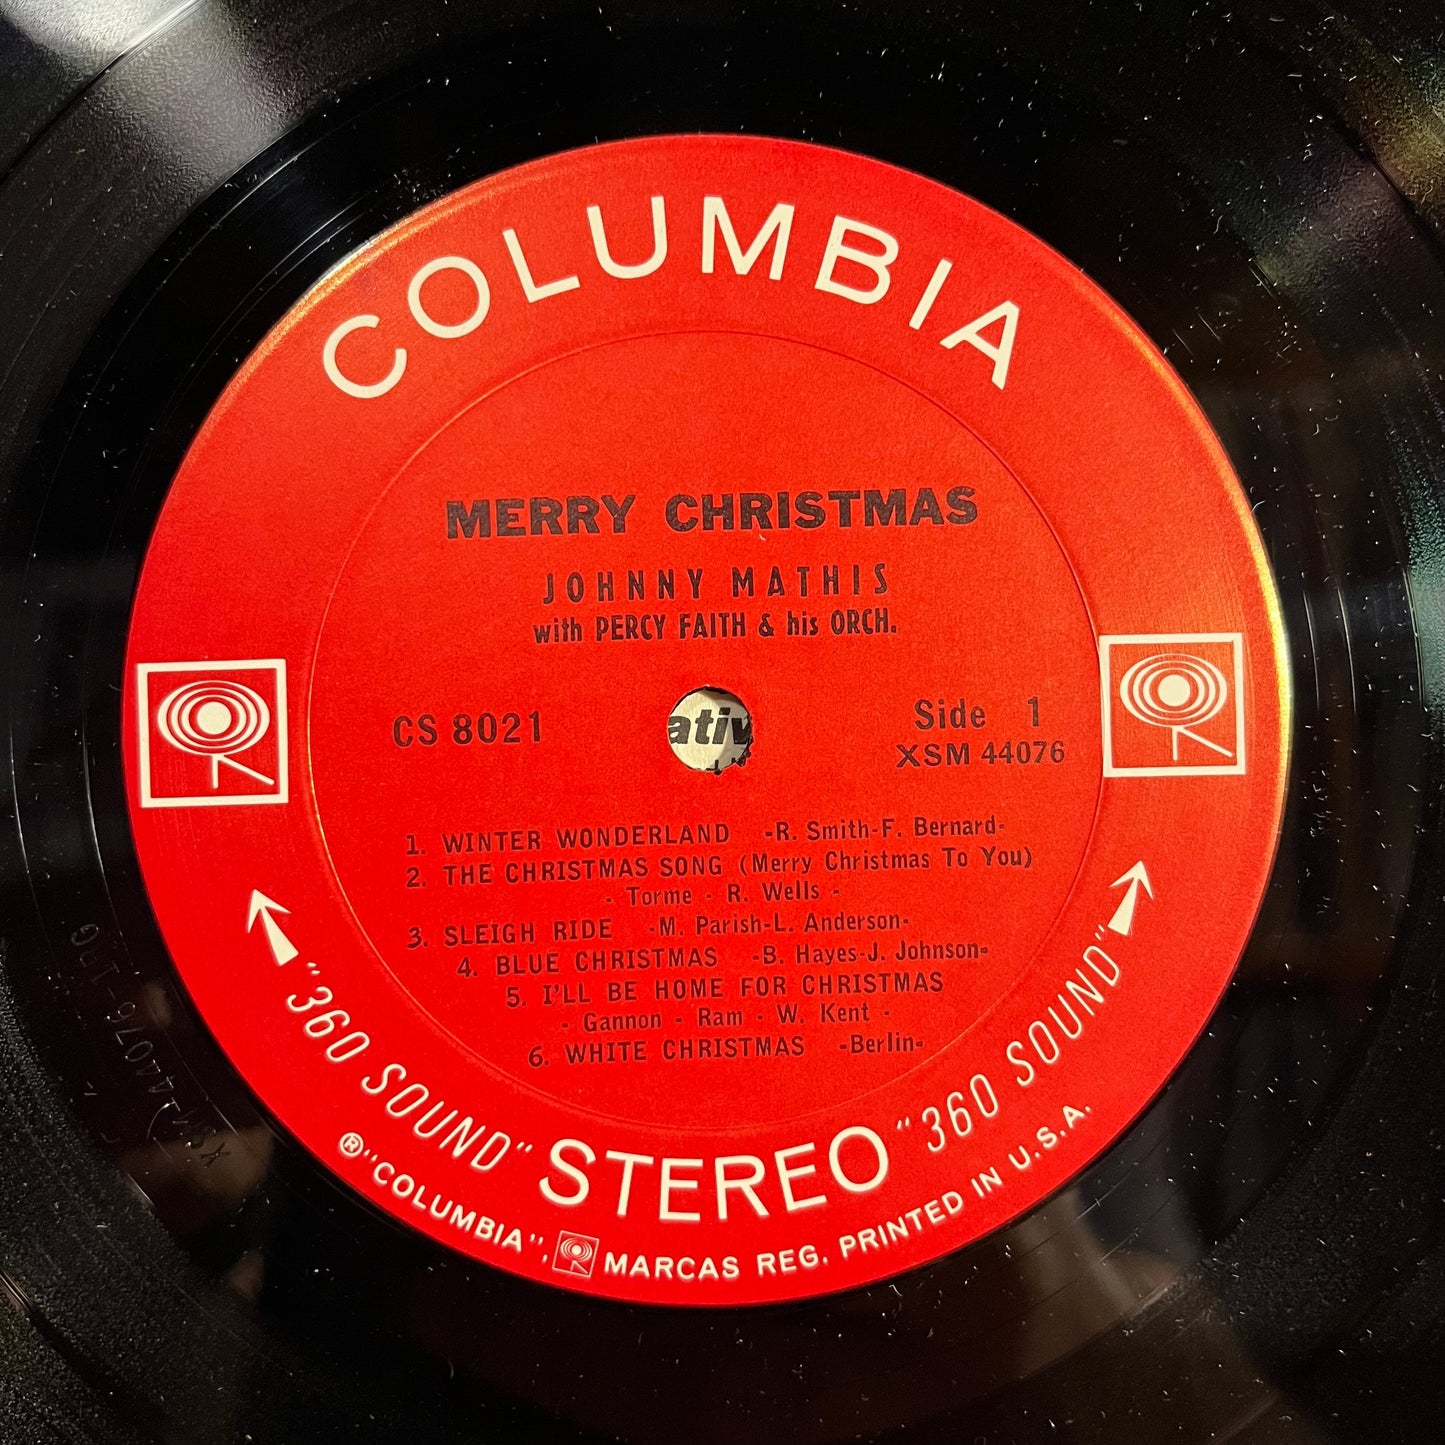 COLUMBIA
MERRY CHRISTMAS
JOHNNY MATHIS
with PERCY FAITH & his ORCH.
CS 8021
ativ
Side 1
XSM 44076
1. WINTER WONDERLAND -R. Smith-F. Bernard-
2. THE CHRISTMAS SONG (Merry Christmas To You)
- Torme - R. Wells -
3. SLEIGH RIDE -M. Parish-L. Anderson-
4. BLUE CHRISTMAS -B. Hayes-J. Johnson-
5. I'LL BE HOME FOR CHRISTMAS
- Gannon - Ram - W. Kent -
6. WHITE CHRISTMAS -Berlin-
"360 SOUND" STEREO "360 SOUND"
® "COLUMBIA", MARCAS REG. PRINTED IN U.S.A.